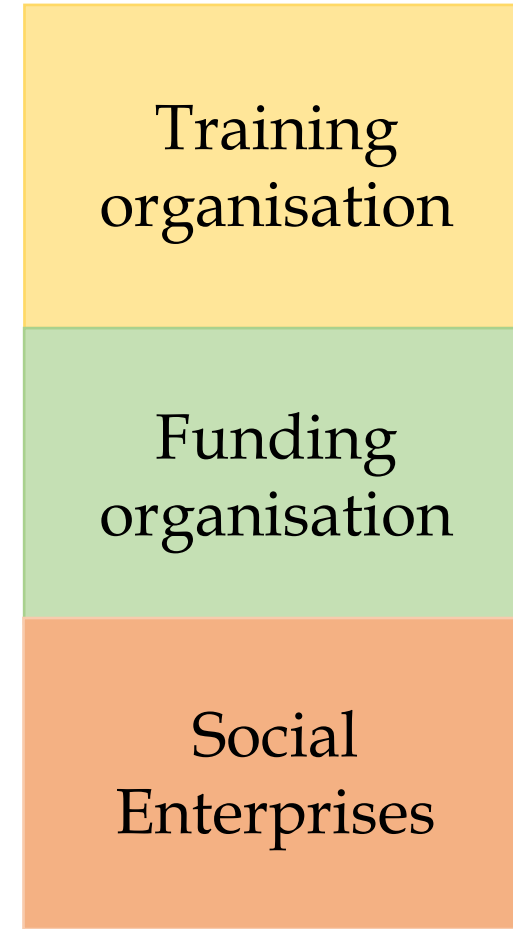 Training
organisation
Funding
organisation
Social
Enterprises